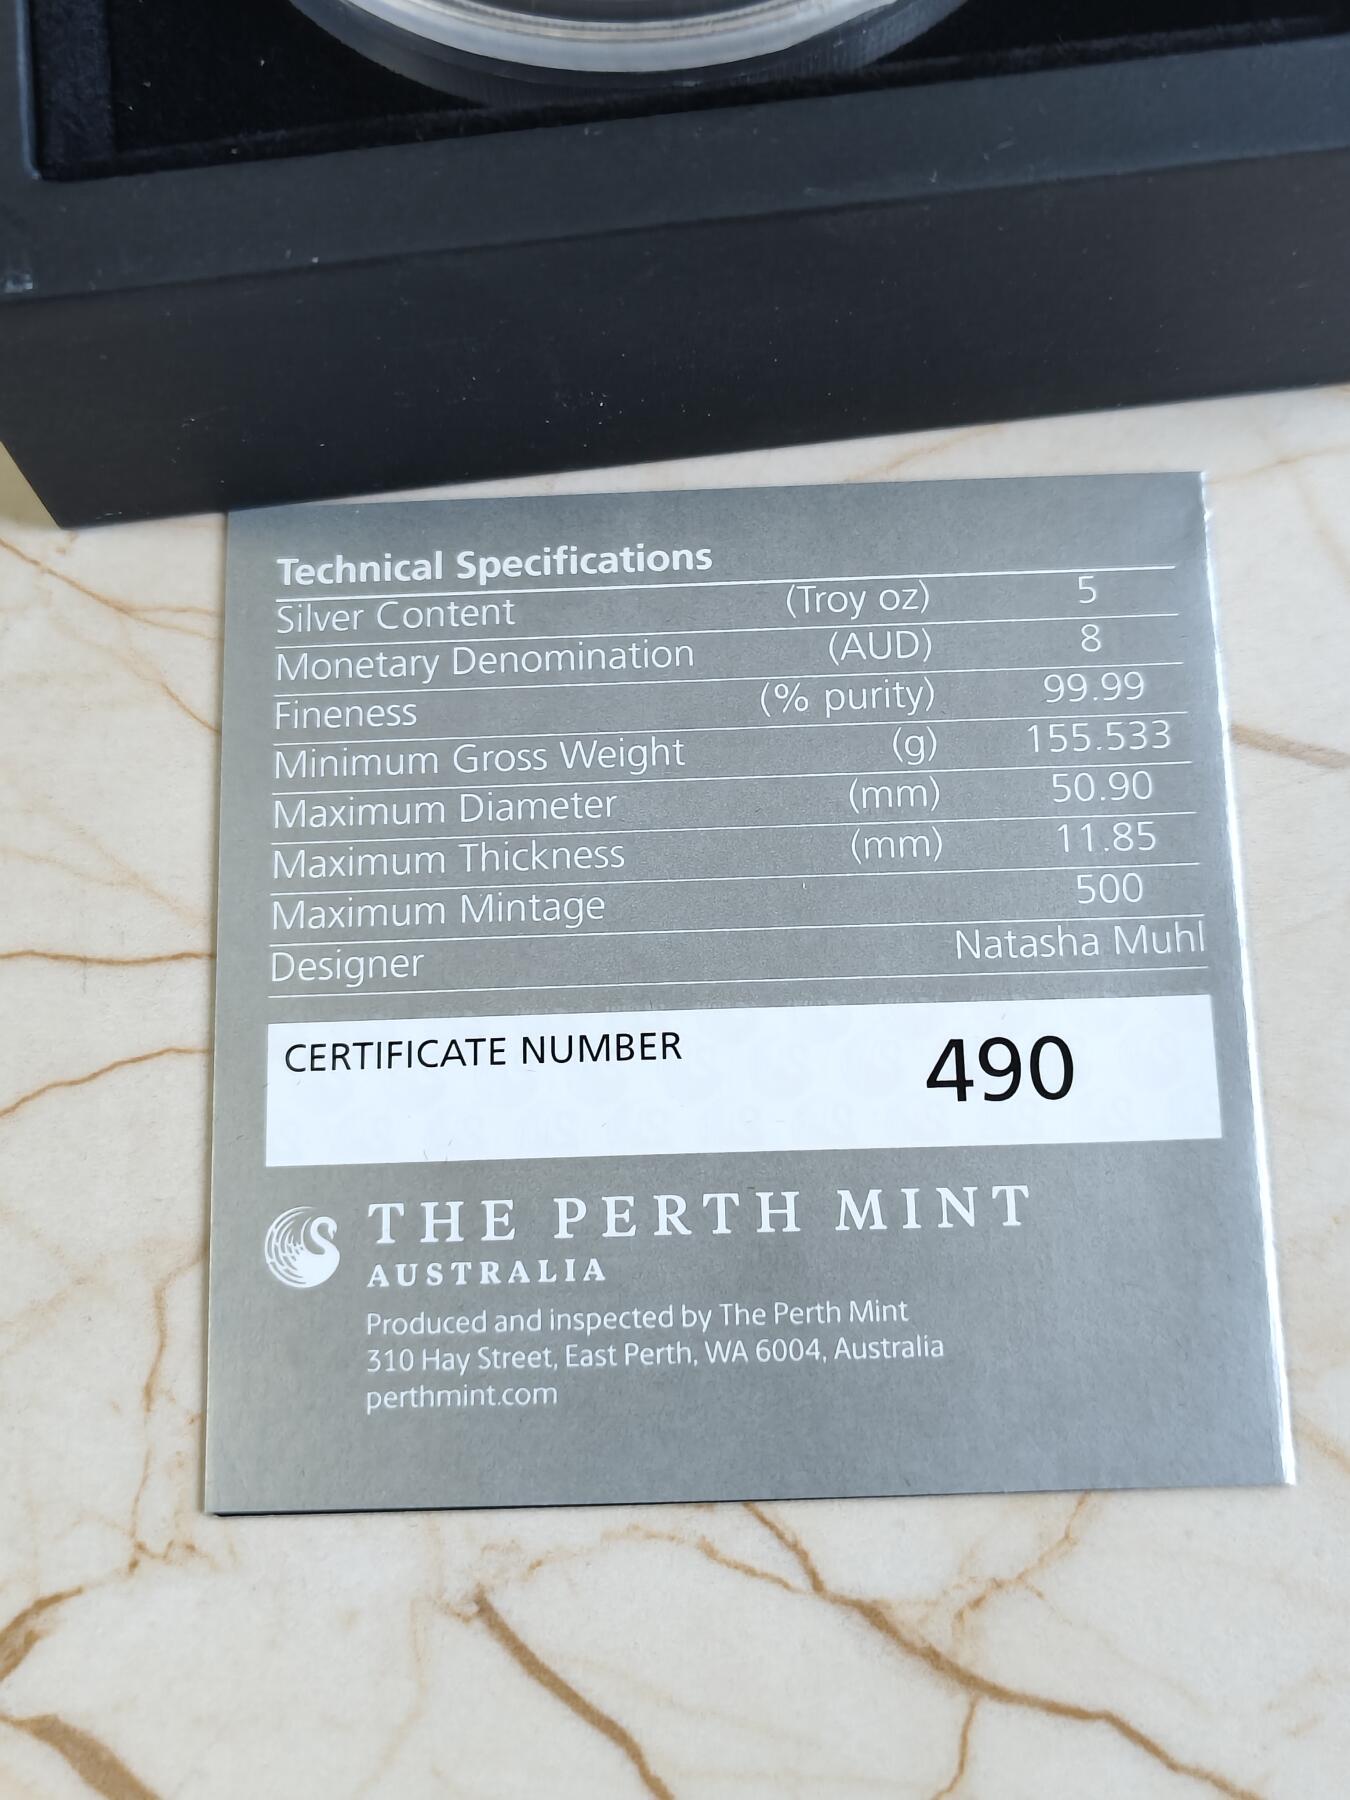 Technical Specifications
Silver Content (Troy oz) 5
Monetary Denomination (AUD) 8
Fineness (% purity) 99.99
Minimum Gross Weight (g) 155.533
Maximum Diameter (mm) 50.90
Maximum Thickness (mm) 11.85
Maximum Mintage 500
Designer Natasha Muhl
CERTIFICATE NUMBER 490
THE PERTH MINT
AUSTRALIA
Produced and inspected by The Perth Mint
310 Hay Street, East Perth, WA 6004, Australia
perthmint.com